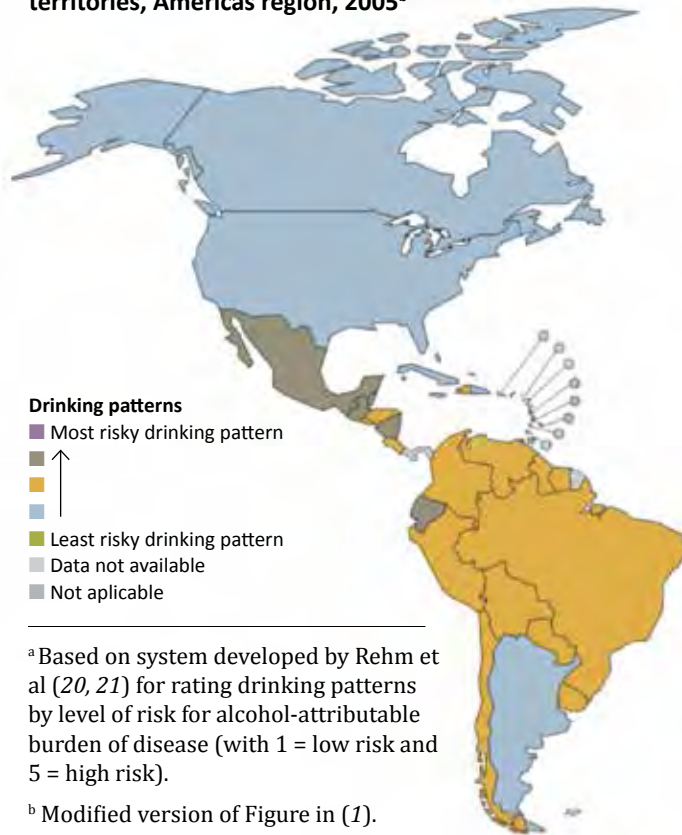 territories, Americas region, 2005ᵃ
Drinking patterns
Most risky drinking pattern
Least risky drinking pattern
Data not available
Not aplicable
ᵃ Based on system developed by Rehm et
al (20, 21) for rating drinking patterns
by level of risk for alcohol-attributable
burden of disease (with 1 = low risk and
5 = high risk).
ᵇ Modified version of Figure in (1).